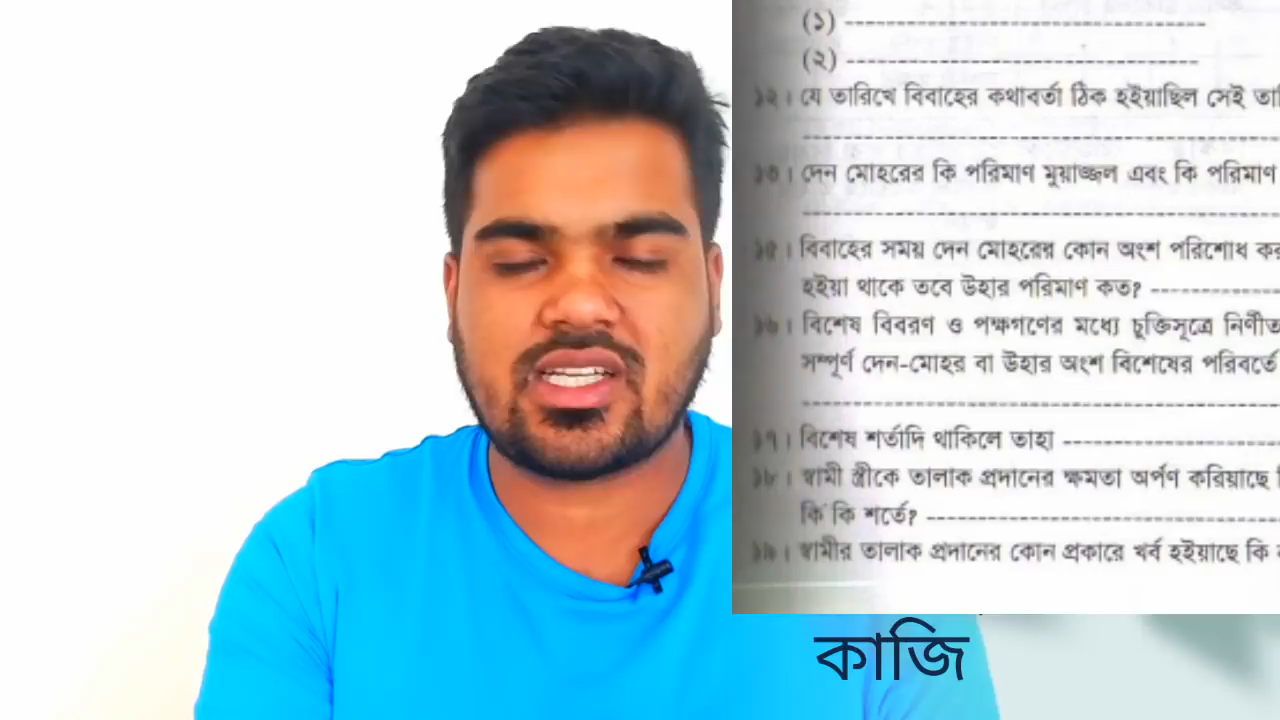 (১) ----------------------------------------
(২) ----------------------------------------
১২। যে তারিখে বিবাহের কথাবর্তা ঠিক হইয়াছিল সেই
১৩। দেন মোহরের কি পরিমাণ মুয়াজ্জল এবং কি পরিমাণ
১৫। বিবাহের সময় দেন মোহরের কোন অংশ পরিশোধ
হইয়া থাকে তবে উহার পরিমাণ কত? --------------
১৬। বিশেষ বিবরণ ও পক্ষগণের মধ্যে চুক্তিসূত্রে
সম্পূর্ণ দেন-মোহর বা উহার অংশ বিশেষের পরিবর্তে
১৭। বিশেষ শর্তাদি থাকিলে তাহা ------------------------
১৮। স্বামী স্ত্রীকে তালাক প্রদানের ক্ষমতা অর্পণ করিয়াছে
কি কি শর্তে? ----------------------------------------
১৯। স্বামীর তালাক প্রদানের কোন প্রকারে খর্ব হইয়াছে কি
কাজি